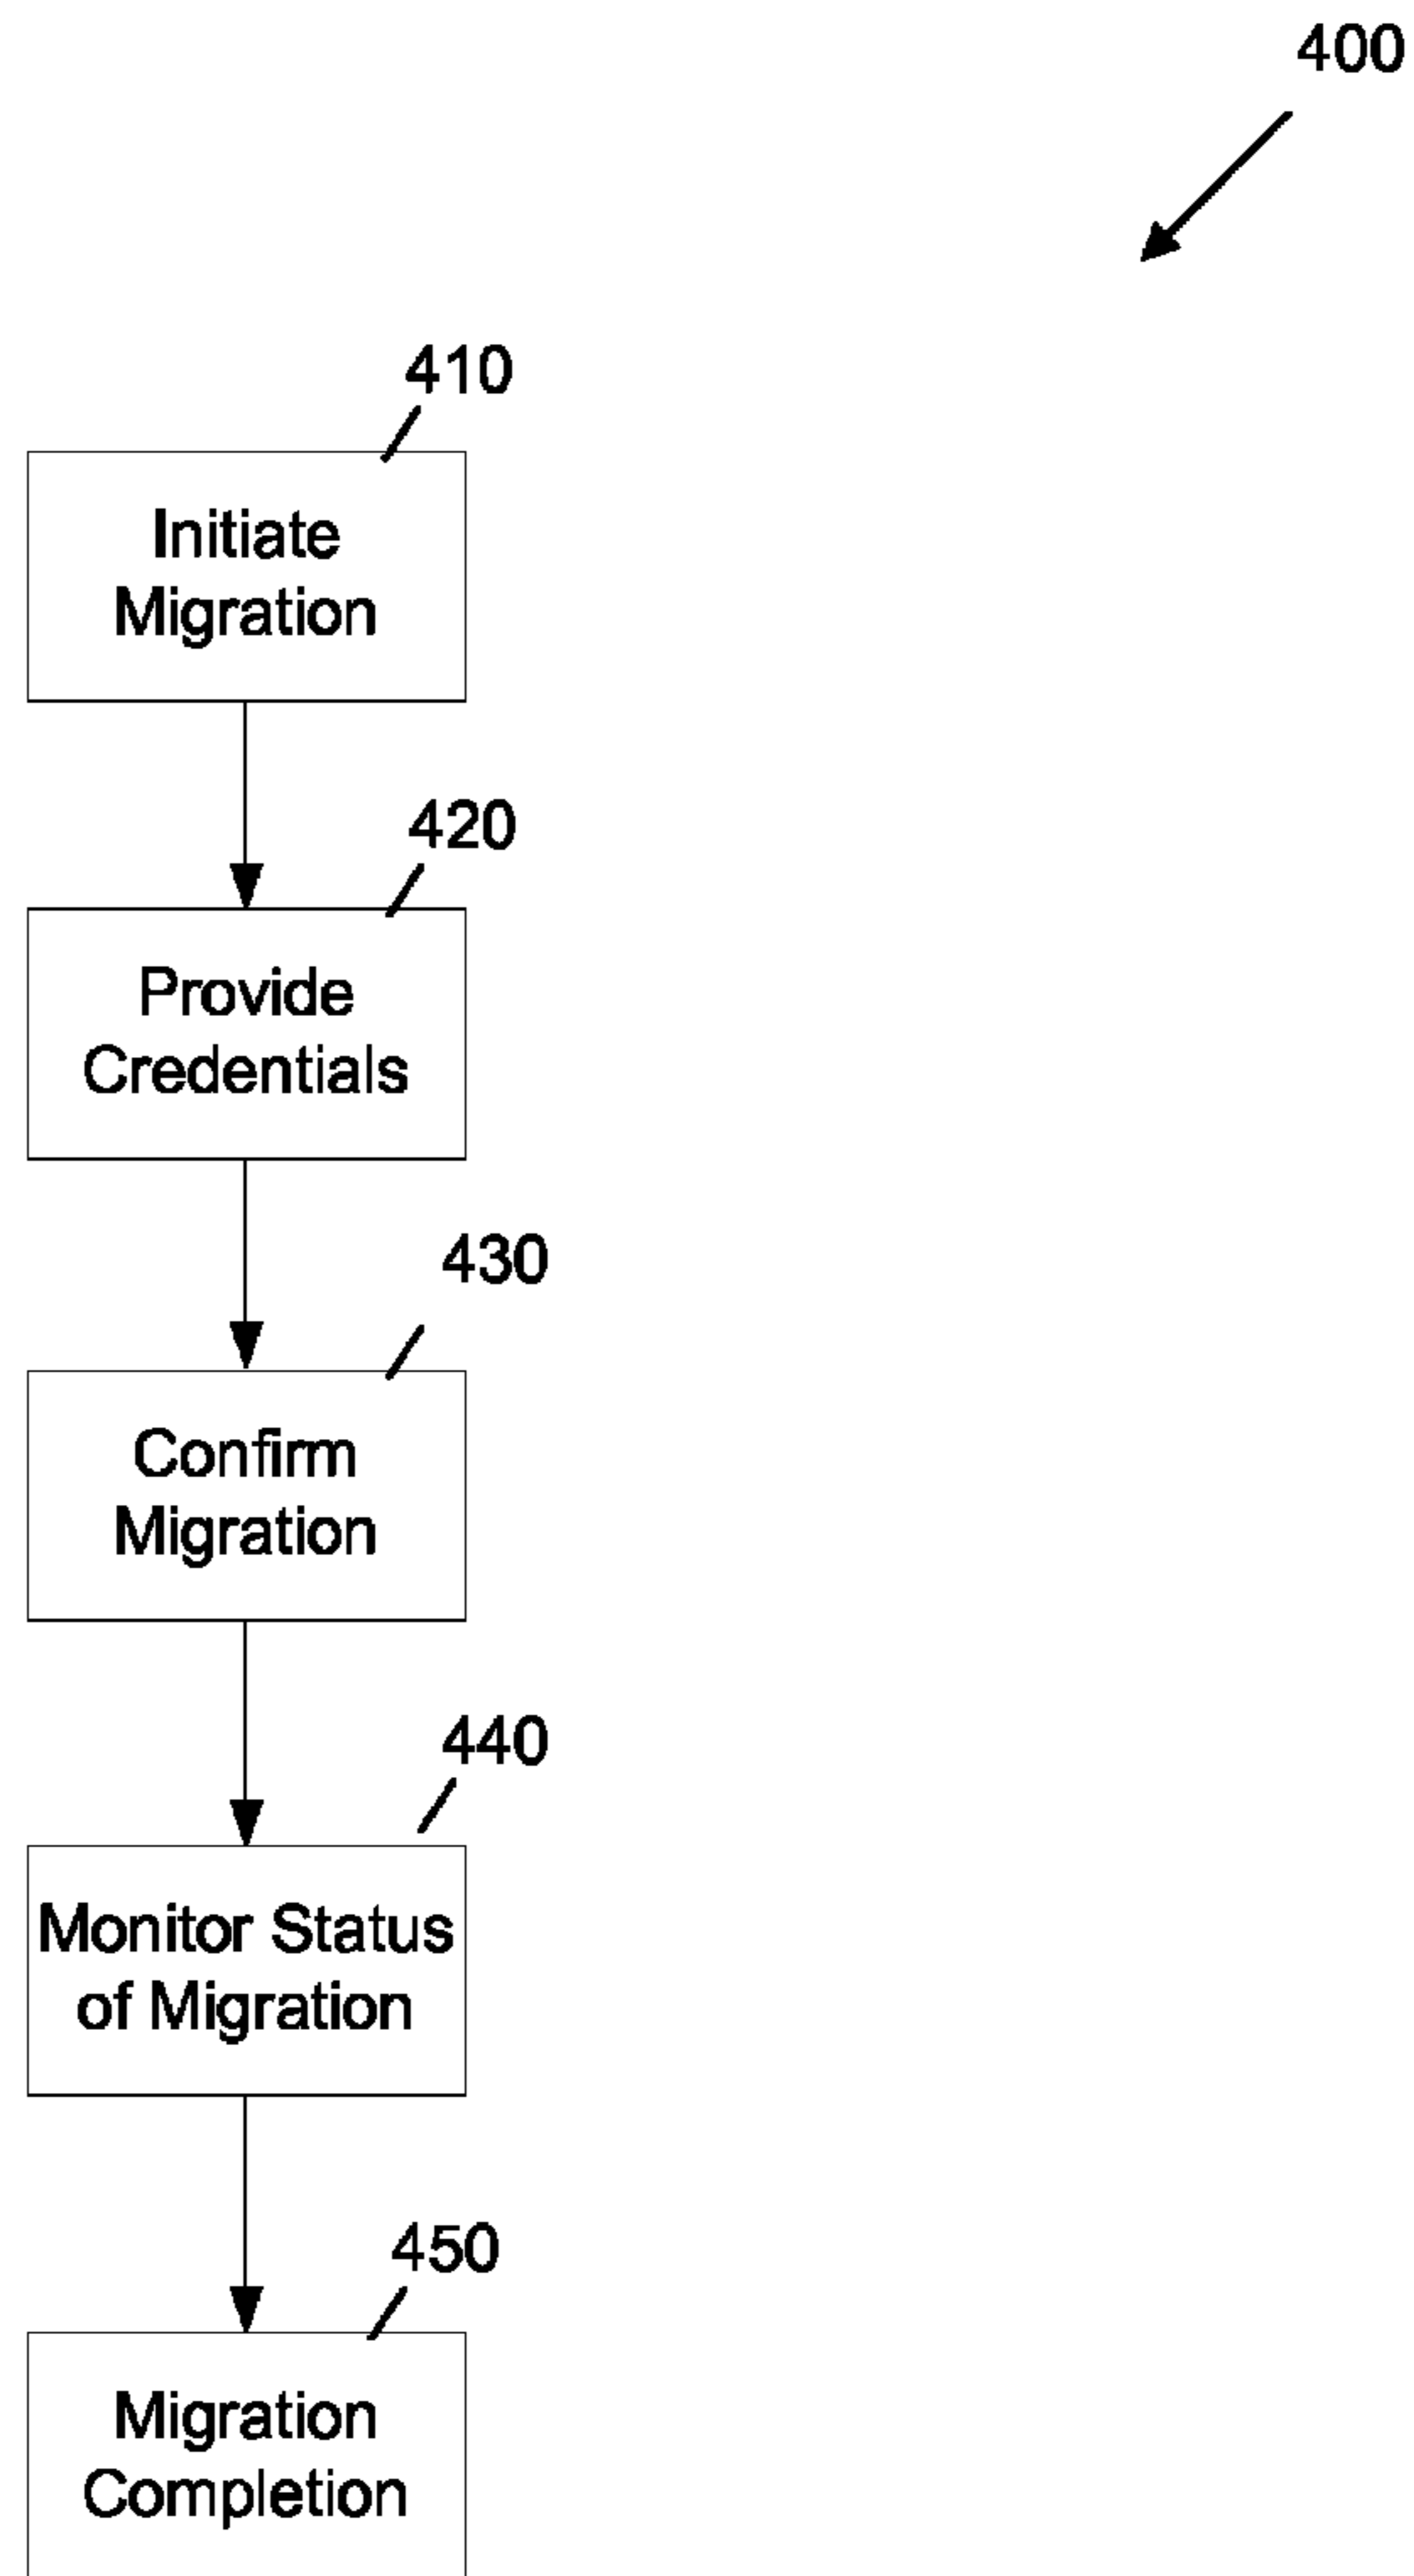 400
410
Initiate
Migration
420
Provide
Credentials
430
Confirm
Migration
440
Monitor Status
of Migration
450
Migration
Completion